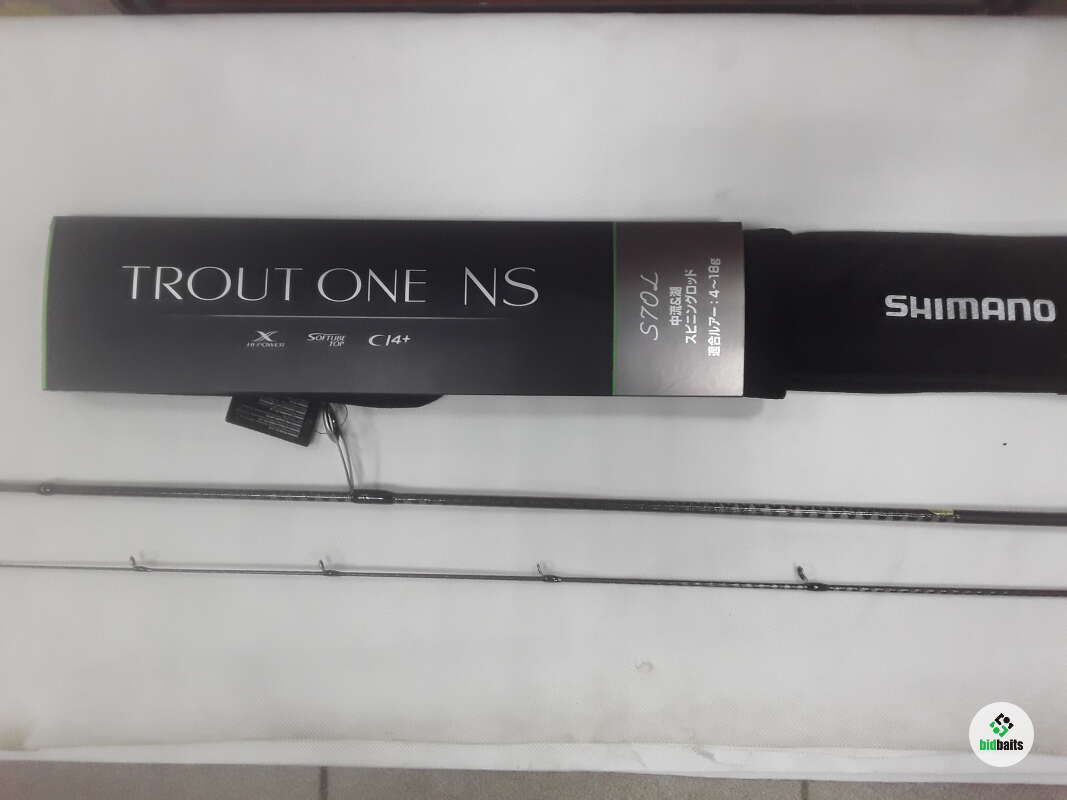 TROUT ONE NS
X
HI-POWER
SOFTUBE
TOP
CI4+
S70L
中流&湖
スピニングロッド
適合ルアー：4～18g
SHIMANO
bidbaits